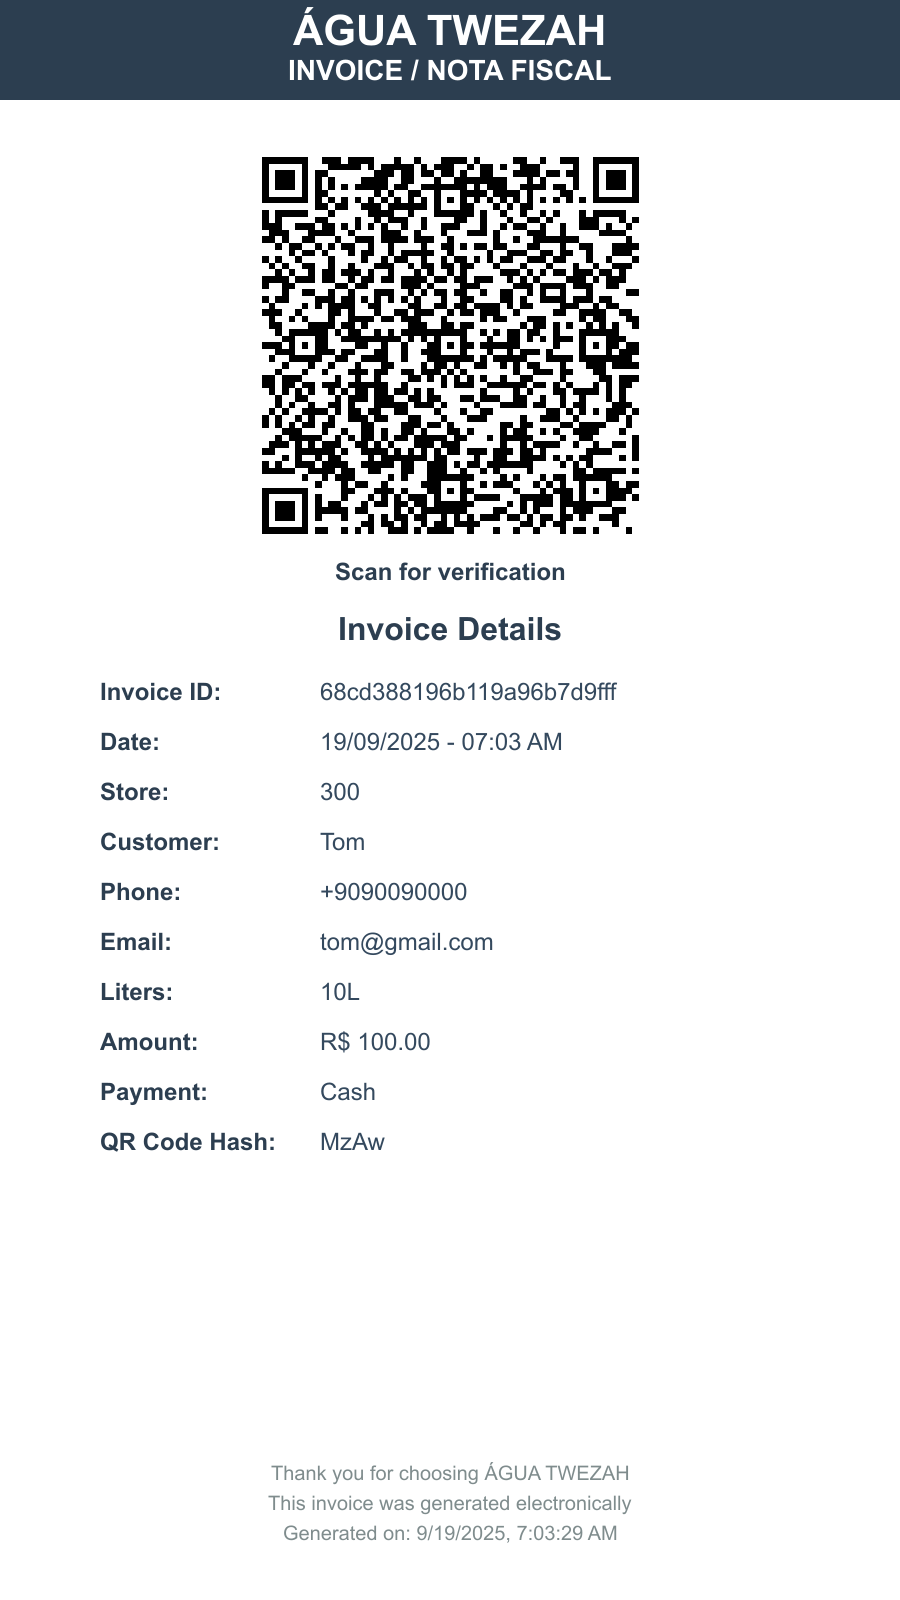 ÁGUA TWEZAH
INVOICE / NOTA FISCAL
Scan for verification
Invoice Details
Invoice ID: 68cd388196b119a96b7d9fff
Date: 19/09/2025 - 07:03 AM
Store: 300
Customer: Tom
Phone: +9090090000
Email: tom@gmail.com
Liters: 10L
Amount: R$ 100.00
Payment: Cash
QR Code Hash: MzAw
Thank you for choosing ÁGUA TWEZAH
This invoice was generated electronically
Generated on: 9/19/2025, 7:03:29 AM